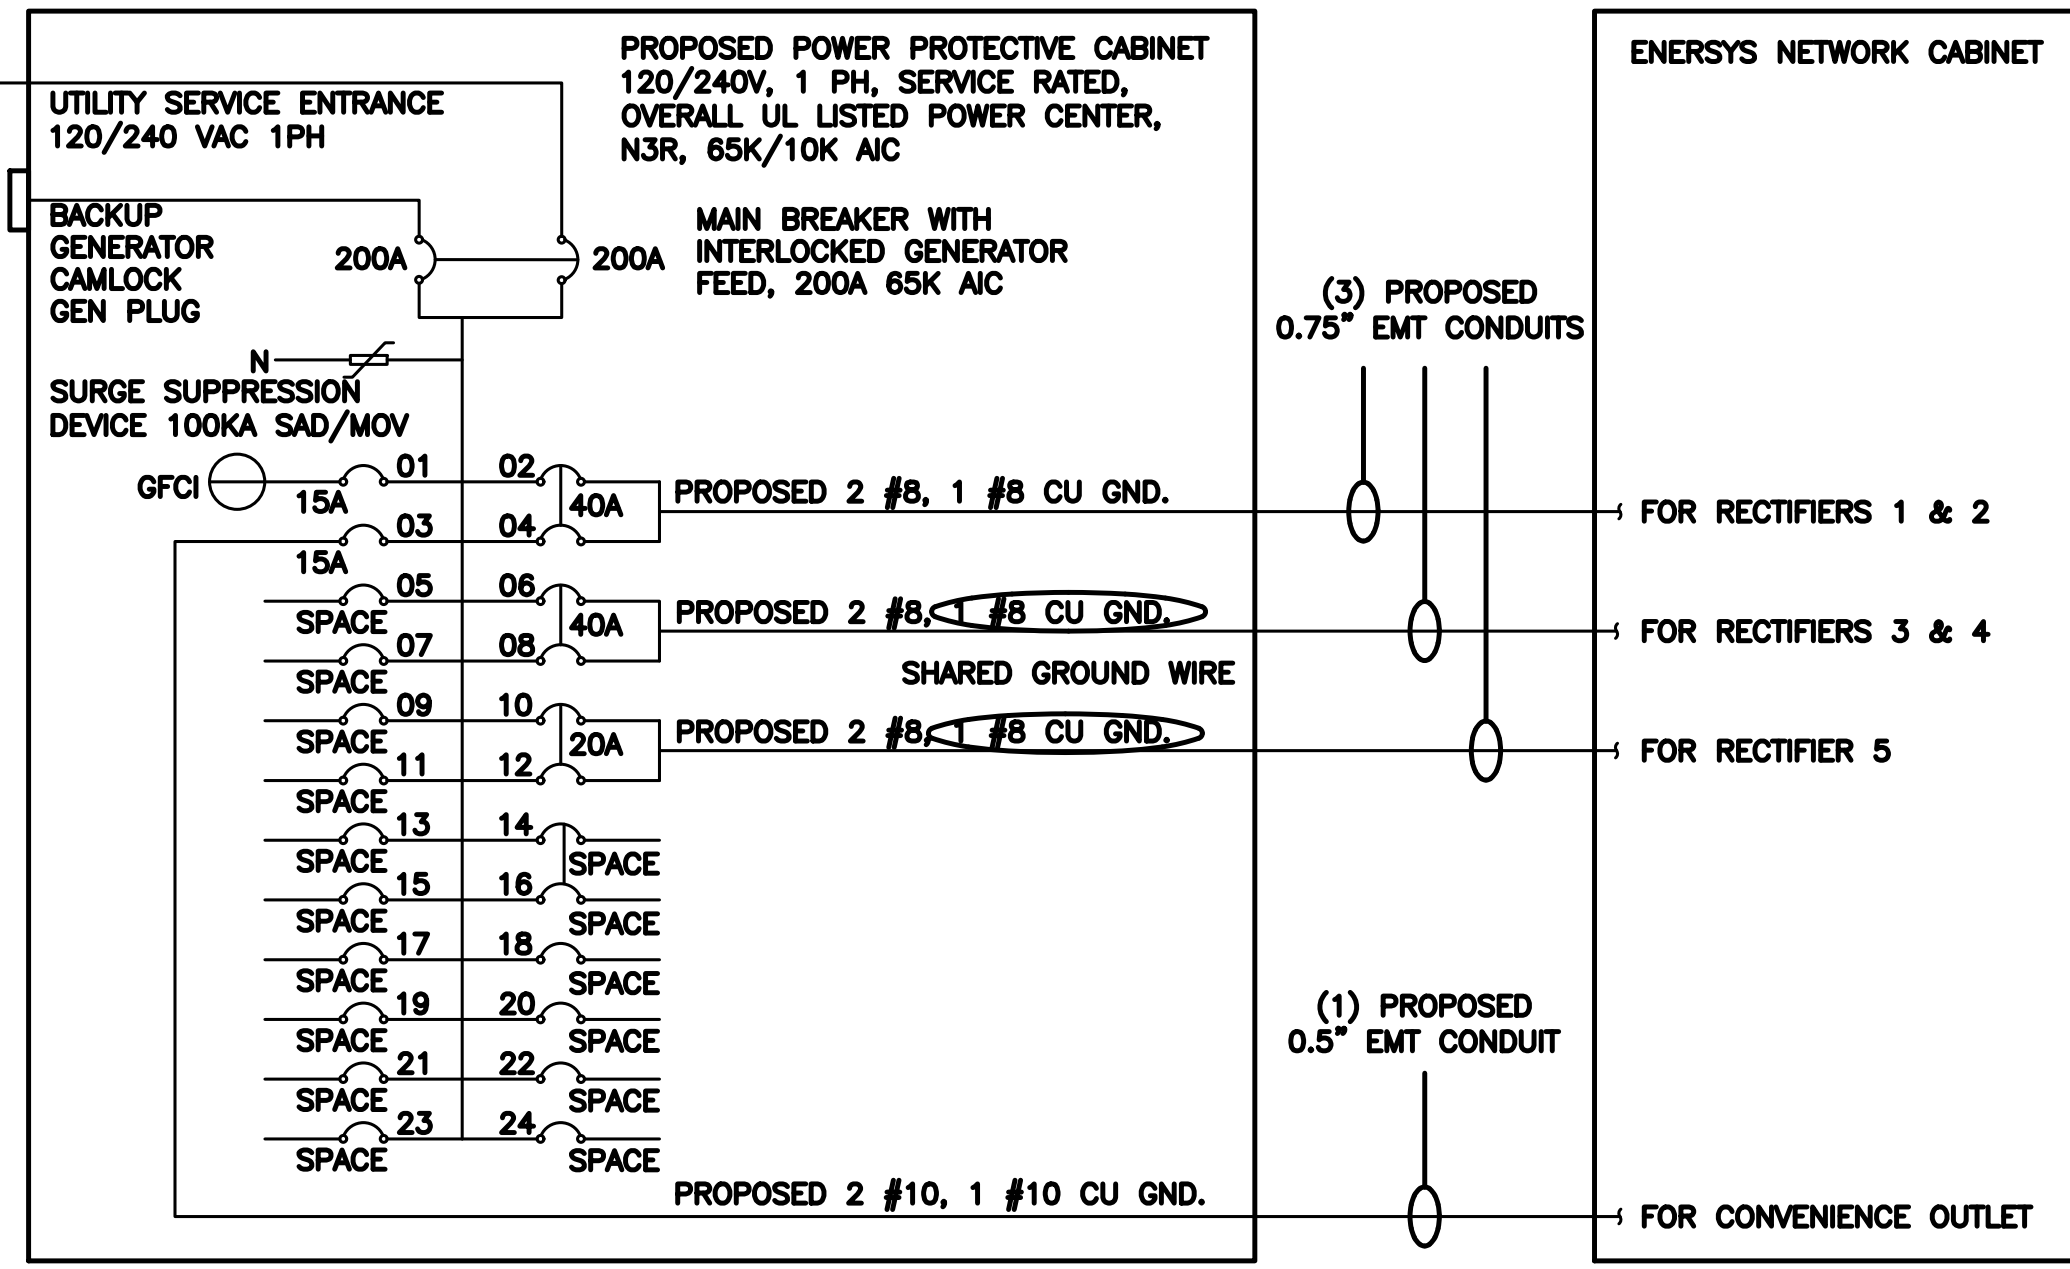 PROPOSED POWER PROTECTIVE CABINET
120/240V, 1 PH, SERVICE RATED,
OVERALL UL LISTED POWER CENTER,
N3R, 65K/10K AIC
ENERSYS NETWORK CABINET
UTILITY SERVICE ENTRANCE
120/240 VAC 1PH
BACKUP
GENERATOR
CAMLOCK
GEN PLUG
200A
200A
MAIN BREAKER WITH
INTERLOCKED GENERATOR
FEED, 200A 65K AIC
(3) PROPOSED
0.75" EMT CONDUITS
N
SURGE SUPPRESSION
DEVICE 100KA SAD/MOV
GFCI
15A
01
02
40A
PROPOSED 2 #8, 1 #8 CU GND.
FOR RECTIFIERS 1 & 2
15A
03
04
SPACE
05
06
40A
PROPOSED 2 #8, 1 #8 CU GND.
FOR RECTIFIERS 3 & 4
SPACE
07
08
SHARED GROUND WIRE
SPACE
09
10
20A
PROPOSED 2 #8, 1 #8 CU GND.
FOR RECTIFIER 5
SPACE
11
12
SPACE
13
14
SPACE
SPACE
15
16
SPACE
SPACE
17
18
SPACE
SPACE
19
20
SPACE
SPACE
21
22
SPACE
SPACE
23
24
SPACE
(1) PROPOSED
0.5" EMT CONDUIT
PROPOSED 2 #10, 1 #10 CU GND.
FOR CONVENIENCE OUTLET